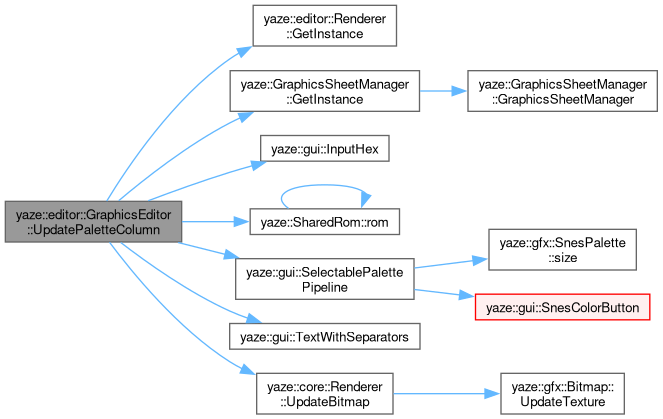 yaze::editor::Renderer
::GetInstance
yaze::GraphicsSheetManager
::GetInstance
yaze::GraphicsSheetManager
::GraphicsSheetManager
yaze::gui::InputHex
yaze::editor::GraphicsEditor
::UpdatePaletteColumn
yaze::SharedRom::rom
yaze::gui::SelectablePalette
Pipeline
yaze::gfx::SnesPalette
::size
yaze::gui::SnesColorButton
yaze::gui::TextWithSeparators
yaze::core::Renderer
::UpdateBitmap
yaze::gfx::Bitmap::
UpdateTexture